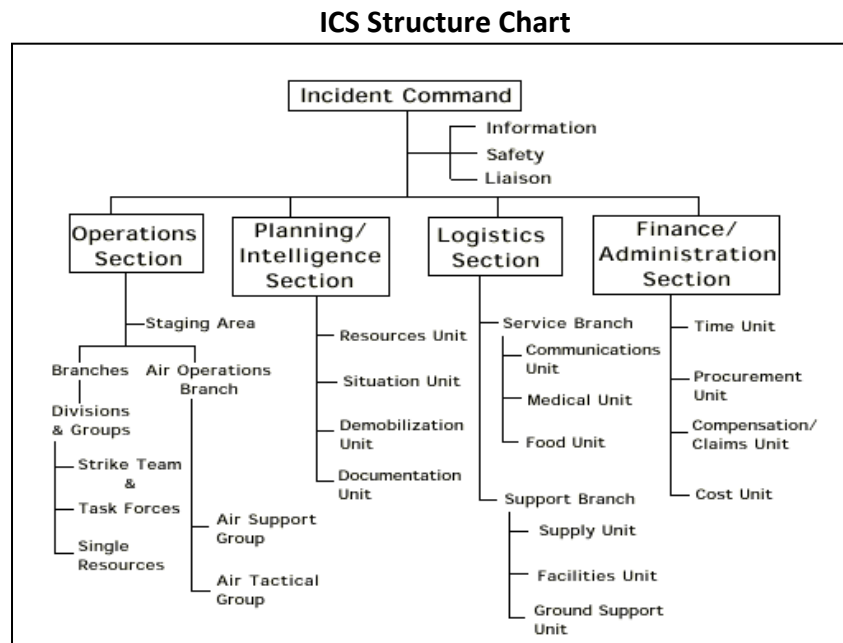 ICS Structure Chart
Incident Command
Information
Safety
Liaison
Operations
Section
Planning/
Intelligence
Section
Logistics
Section
Finance/
Administration
Section
Staging Area
Branches
Air Operations
Branch
Divisions
& Groups
Strike Team
&
Task Forces
Single
Resources
Air Support
Group
Air Tactical
Group
Resources Unit
Situation Unit
Demobilization
Unit
Documentation
Unit
Service Branch
Communications
Unit
Medical Unit
Food Unit
Support Branch
Supply Unit
Facilities Unit
Ground Support
Unit
Time Unit
Procurement
Unit
Compensation/
Claims Unit
Cost Unit